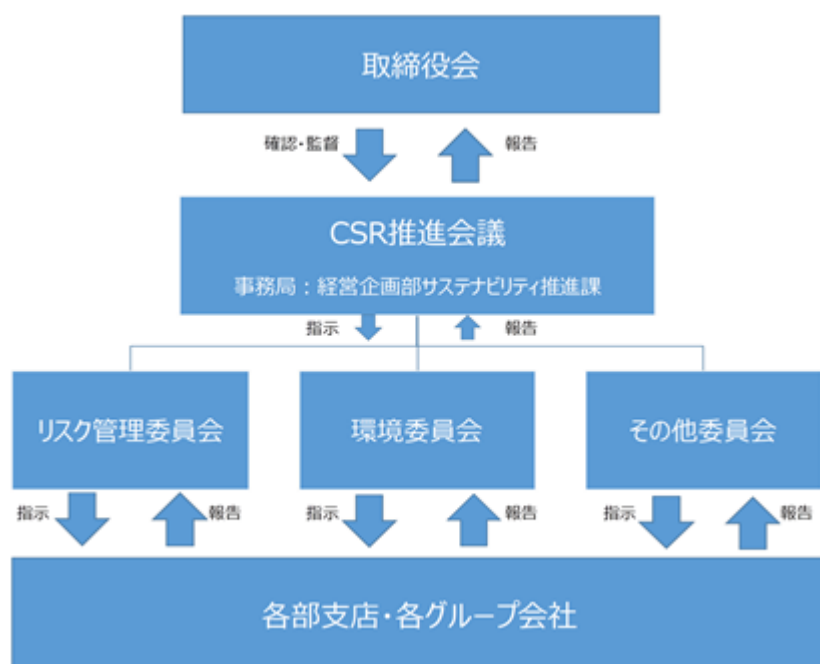 取締役会
確認・監督
報告
CSR推進会議
事務局：経営企画部サステナビリティ推進課
指示
報告
リスク管理委員会
環境委員会
その他委員会
指示
報告
指示
報告
指示
報告
各部支店・各グループ会社